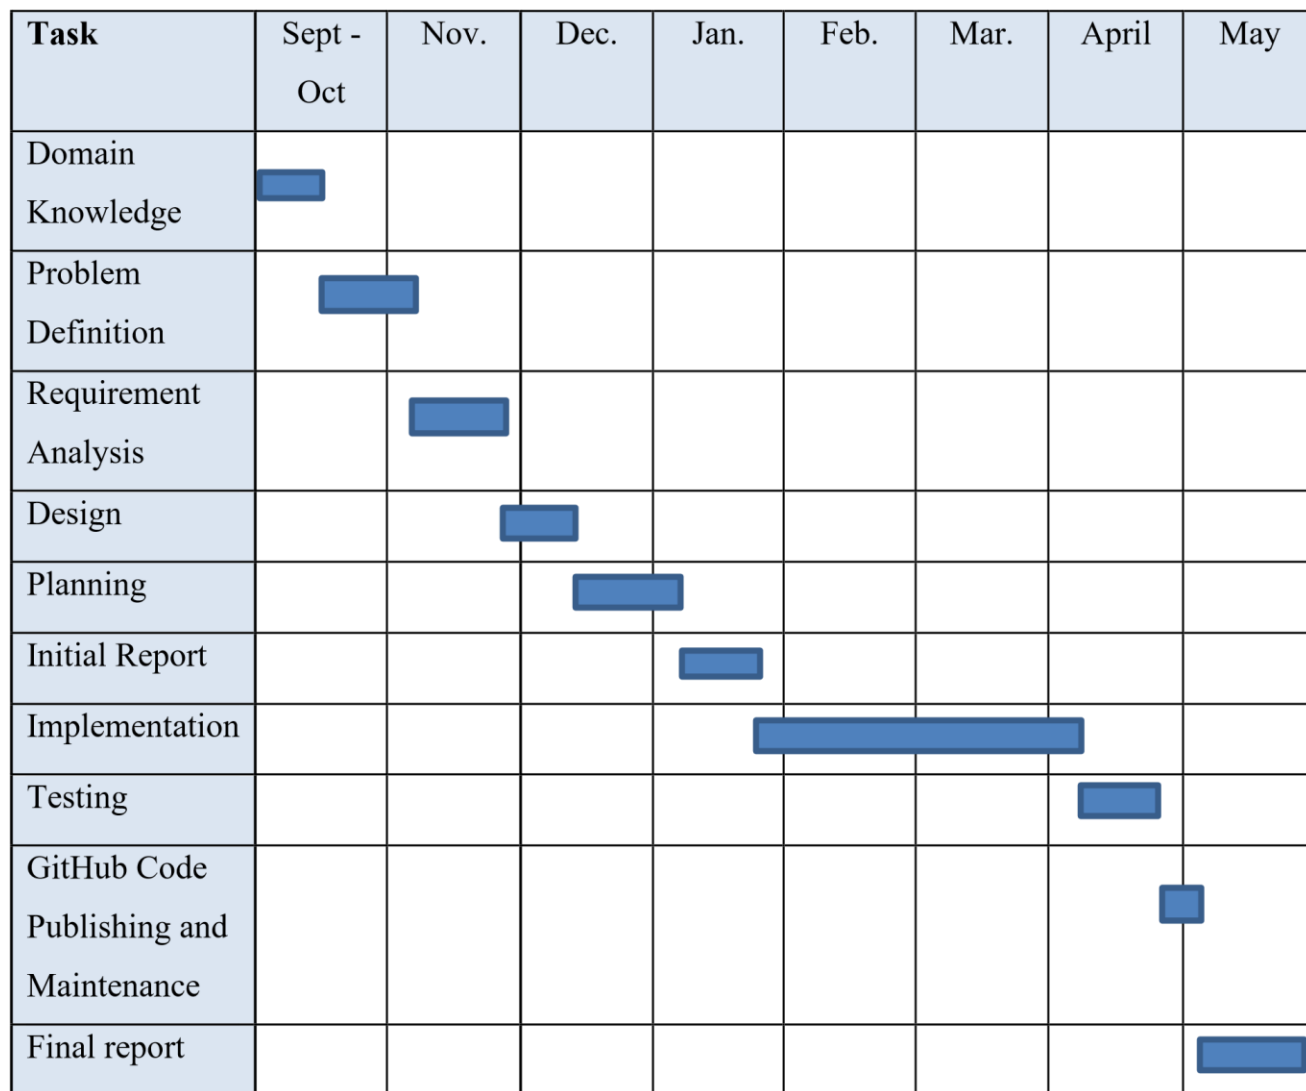 Task
Sept -
Oct
Nov.
Dec.
Jan.
Feb.
Mar.
April
May
Domain
Knowledge
Problem
Definition
Requirement
Analysis
Design
Planning
Initial Report
Implementation
Testing
GitHub Code
Publishing and
Maintenance
Final report